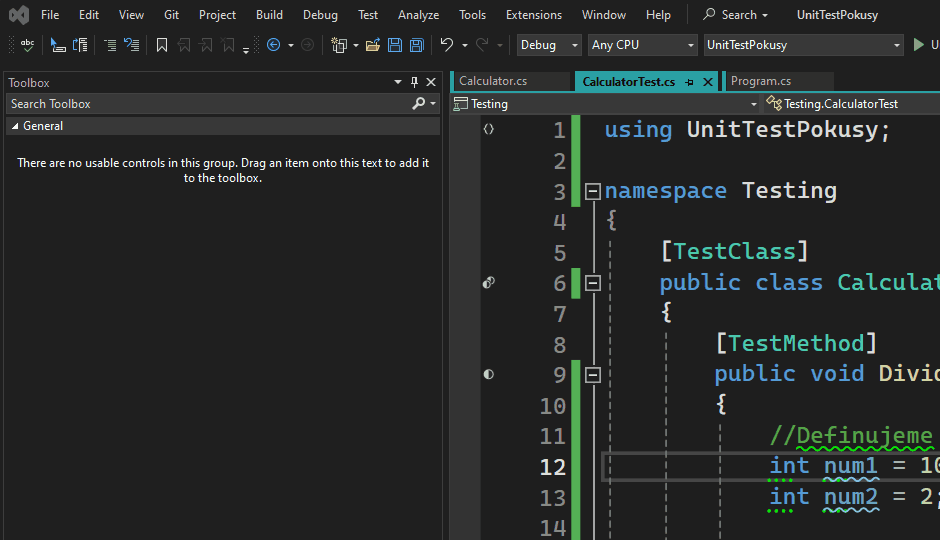 File Edit View Git Project Build Debug Test Analyze Tools Extensions Window Help Search UnitTestPokusy
abc Debug Any CPU UnitTestPokusy
Toolbox
Search Toolbox
General
There are no usable controls in this group. Drag an item onto this text to add it
to the toolbox.
Calculator.cs CalculatorTest.cs Program.cs
Testing Testing.CalculatorTest
1 using UnitTestPokusy;
2
3 namespace Testing
4 {
5 [TestClass]
6 public class Calculat
7 {
8 [TestMethod]
9 public void Divid
10 {
11 //Definujeme
12 int num1 = 10
13 int num2 = 2;
14